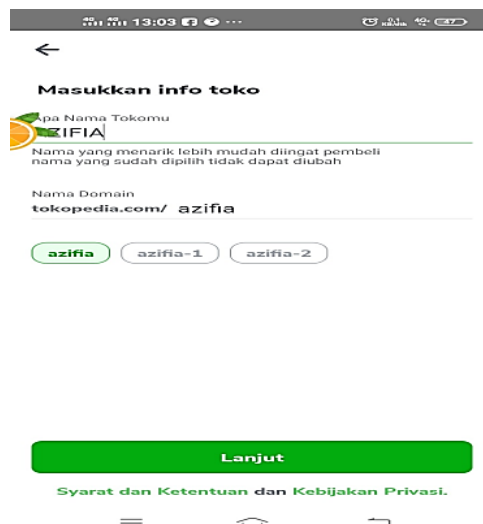 13:03
Masukkan info toko
pa Nama Tokomu
ZIFIA
Nama yang menarik lebih mudah diingat pembeli
nama yang sudah dipilih tidak dapat diubah
Nama Domain
tokopedia.com/ azifia
azifia azifia-1 azifia-2
Lanjut
Syarat dan Ketentuan dan Kebijakan Privasi.